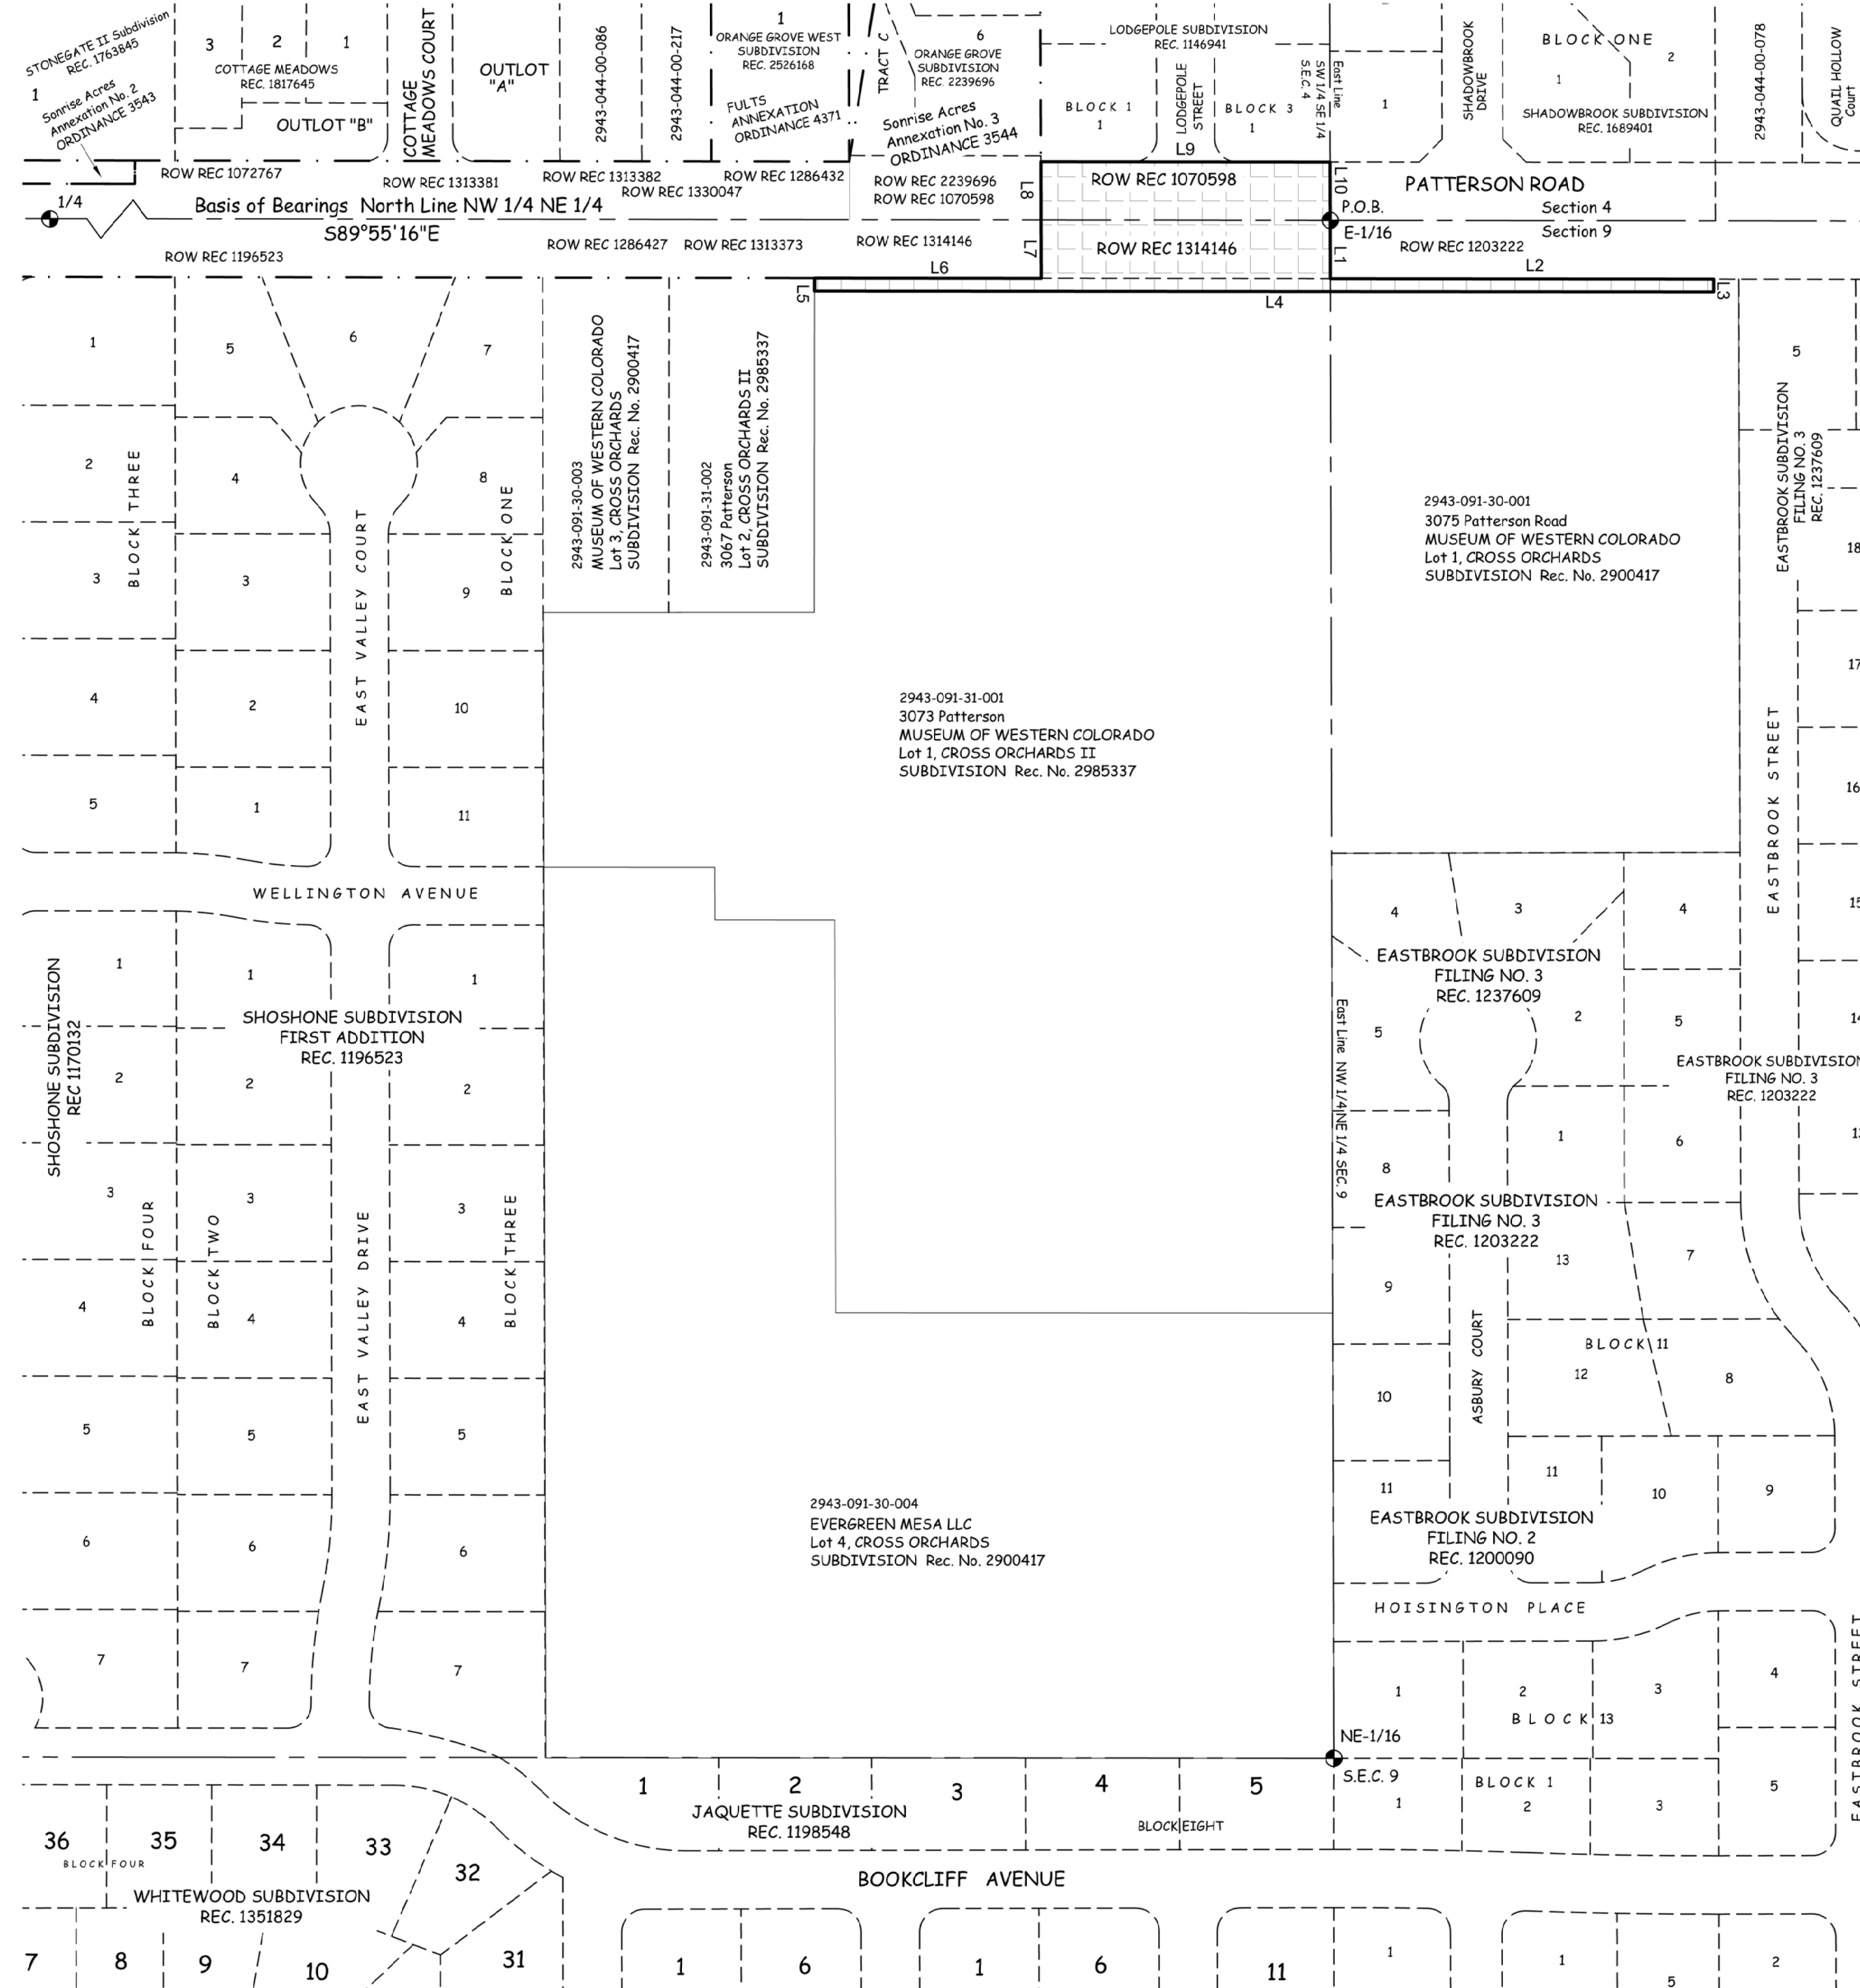 STONEGATE II Subdivision
REC. 1763845
1
Sonrise Acres
Annexation No. 2
ORDINANCE 3543
3
2
1
COTTAGE MEADOWS
REC. 1817645
OUTLOT "B"
COTTAGE
MEADOWS COURT
OUTLOT
"A"
2943-044-00-086
2943-044-00-217
1
ORANGE GROVE WEST
SUBDIVISION
REC. 2526168
FULTS
ANNEXATION
ORDINANCE 4371
TRACT C
6
ORANGE GROVE
SUBDIVISION
REC. 2239696
Sonrise Acres
Annexation No. 3
ORDINANCE 3544
LODGEPOLE SUBDIVISION
REC. 1146941
BLOCK 1
1
LODGEPOLE
STREET
BLOCK 3
1
East Line
SW 1/4 SE 1/4
S.E.C. 4
1
SHADOWBROOK
DRIVE
BLOCK ONE
1
2
SHADOWBROOK SUBDIVISION
REC. 1689401
2943-044-00-078
QUAIL HOLLOW
Court
ROW REC 1072767
ROW REC 1313381
ROW REC 1313382
ROW REC 1330047
ROW REC 1286432
ROW REC 2239696
ROW REC 1070598
L8
L9
ROW REC 1070598
L10
PATTERSON ROAD
1/4
Basis of Bearings North Line NW 1/4 NE 1/4
S89°55'16"E
P.O.B.
Section 4
E-1/16
Section 9
ROW REC 1196523
ROW REC 1286427
ROW REC 1313373
ROW REC 1314146
L7
ROW REC 1314146
L1
ROW REC 1203222
L6
L2
L5
L4
L3
1
5
6
7
2
BLOCK THREE
4
8
BLOCK ONE
3
3
9
EAST VALLEY COURT
4
2
10
5
1
11
2943-091-30-003
MUSEUM OF WESTERN COLORADO
Lot 3, CROSS ORCHARDS
SUBDIVISION Rec. No. 2900417
2943-091-31-002
3067 Patterson
Lot 2, CROSS ORCHARDS II
SUBDIVISION Rec. No. 2985337
2943-091-30-001
3075 Patterson Road
MUSEUM OF WESTERN COLORADO
Lot 1, CROSS ORCHARDS
SUBDIVISION Rec. No. 2900417
5
EASTBROOK SUBDIVISION
FILING NO. 3
REC. 1237609
18
17
16
15
14
EASTBROOK STREET
2943-091-31-001
3073 Patterson
MUSEUM OF WESTERN COLORADO
Lot 1, CROSS ORCHARDS II
SUBDIVISION Rec. No. 2985337
WELLINGTON AVENUE
4
3
4
EASTBROOK SUBDIVISION
FILING NO. 3
REC. 1237609
5
2
5
EASTBROOK SUBDIVISION
FILING NO. 3
REC. 1203222
East Line NW 1/4 NE 1/4 SEC. 9
8
1
6
EASTBROOK SUBDIVISION
FILING NO. 3
REC. 1203222
9
13
7
ASBURY COURT
BLOCK 11
10
12
8
11
11
10
9
EASTBROOK SUBDIVISION
FILING NO. 2
REC. 1200090
SHOSHONE SUBDIVISION
REC 1170132
1
1
1
SHOSHONE SUBDIVISION
FIRST ADDITION
REC. 1196523
2
2
2
3
3
3
BLOCK FOUR
BLOCK TWO
EAST VALLEY DRIVE
BLOCK THREE
4
4
4
5
5
5
6
6
6
7
7
7
2943-091-30-004
EVERGREEN MESA LLC
Lot 4, CROSS ORCHARDS
SUBDIVISION Rec. No. 2900417
HOISINGTON PLACE
1
2
3
4
BLOCK 13
EASTBROOK STREET
NE-1/16
S.E.C. 9
BLOCK 1
1
2
3
5
1
2
3
4
5
JAQUETTE SUBDIVISION
REC. 1198548
BLOCK EIGHT
36
35
34
33
32
BLOCK FOUR
WHITEWOOD SUBDIVISION
REC. 1351829
BOOKCLIFF AVENUE
7
8
9
10
31
1
6
1
6
11
1
1
5
2